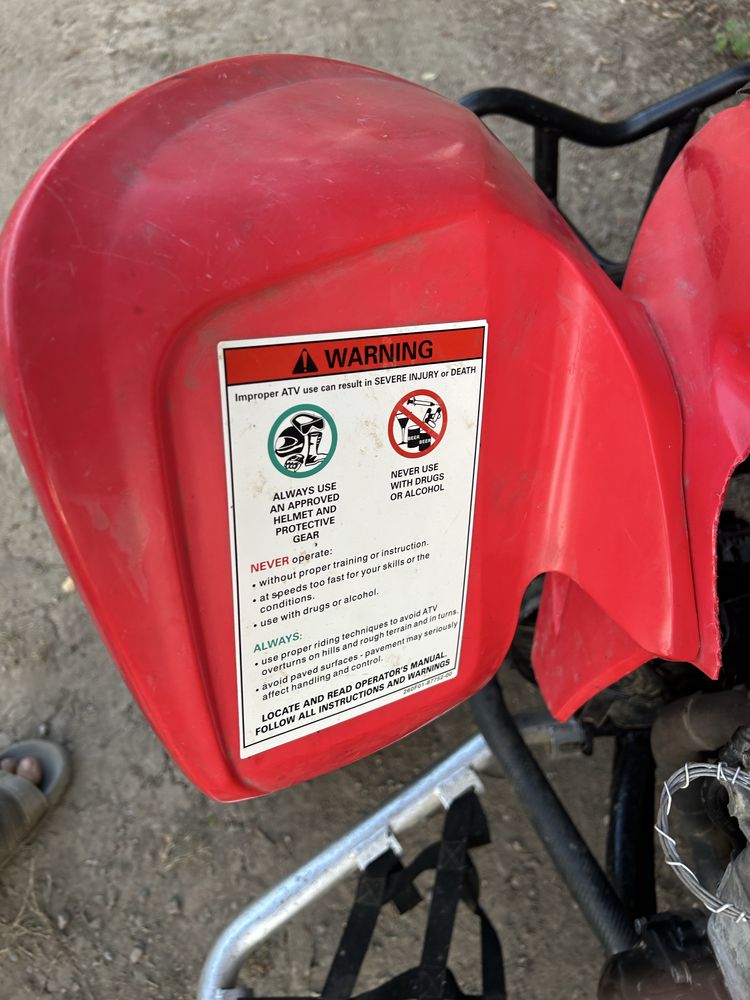 WARNING
Improper ATV use can result in SEVERE INJURY or DEATH
BEER
BEER
ALWAYS USE
AN APPROVED
HELMET AND
PROTECTIVE
GEAR
NEVER USE
WITH DRUGS
OR ALCOHOL
NEVER operate:
• without proper training or instruction.
• at speeds too fast for your skills or the
conditions.
• use with drugs or alcohol.
ALWAYS:
• use proper riding techniques to avoid ATV
overturns on hills and rough terrain and in turns.
• avoid paved surfaces - pavement may seriously
affect handling and control.
LOCATE AND READ OPERATOR'S MANUAL.
FOLLOW ALL INSTRUCTIONS AND WARNINGS